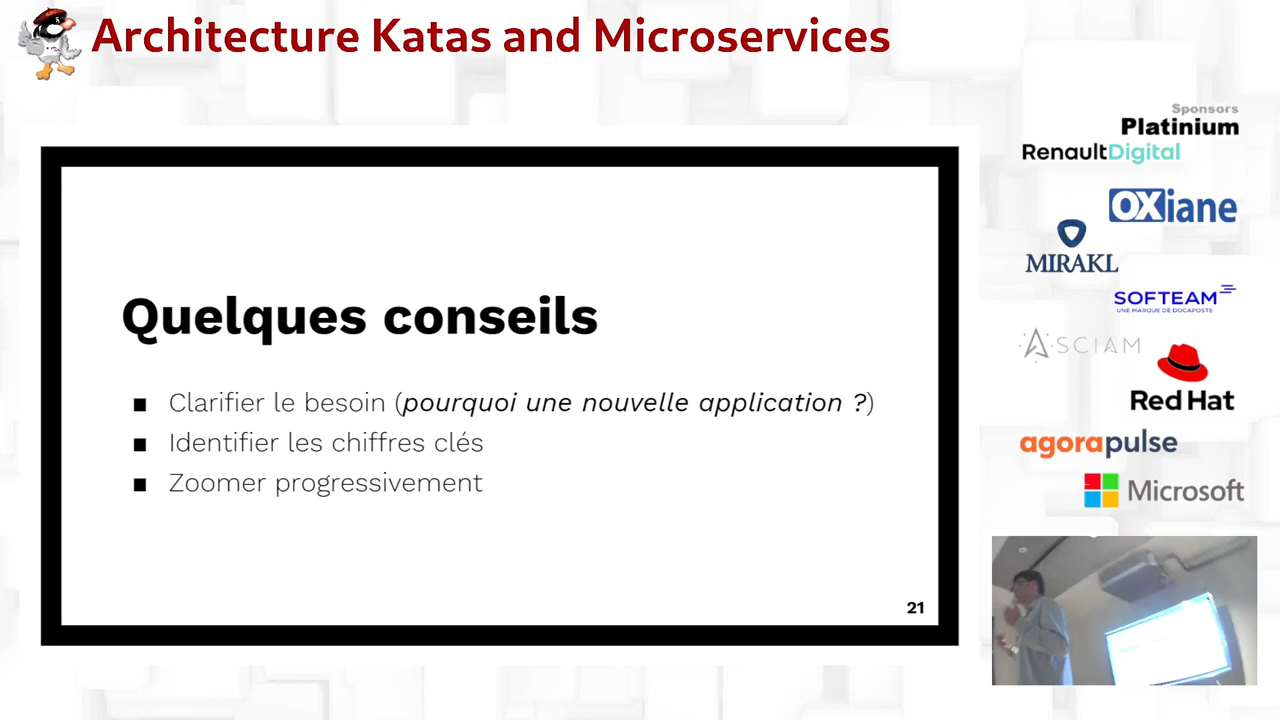 Architecture Katas and Microservices
Sponsors
Platinium
RenaultDigital
OXiane
MIRAKL
SOFTEAM
UNE MARQUE DE DOCAPOSTE
ASCIAM
Red Hat
agorapulse
Microsoft
Quelques conseils
■ Clarifier le besoin (pourquoi une nouvelle application ?)
■ Identifier les chiffres clés
■ Zoomer progressivement
21